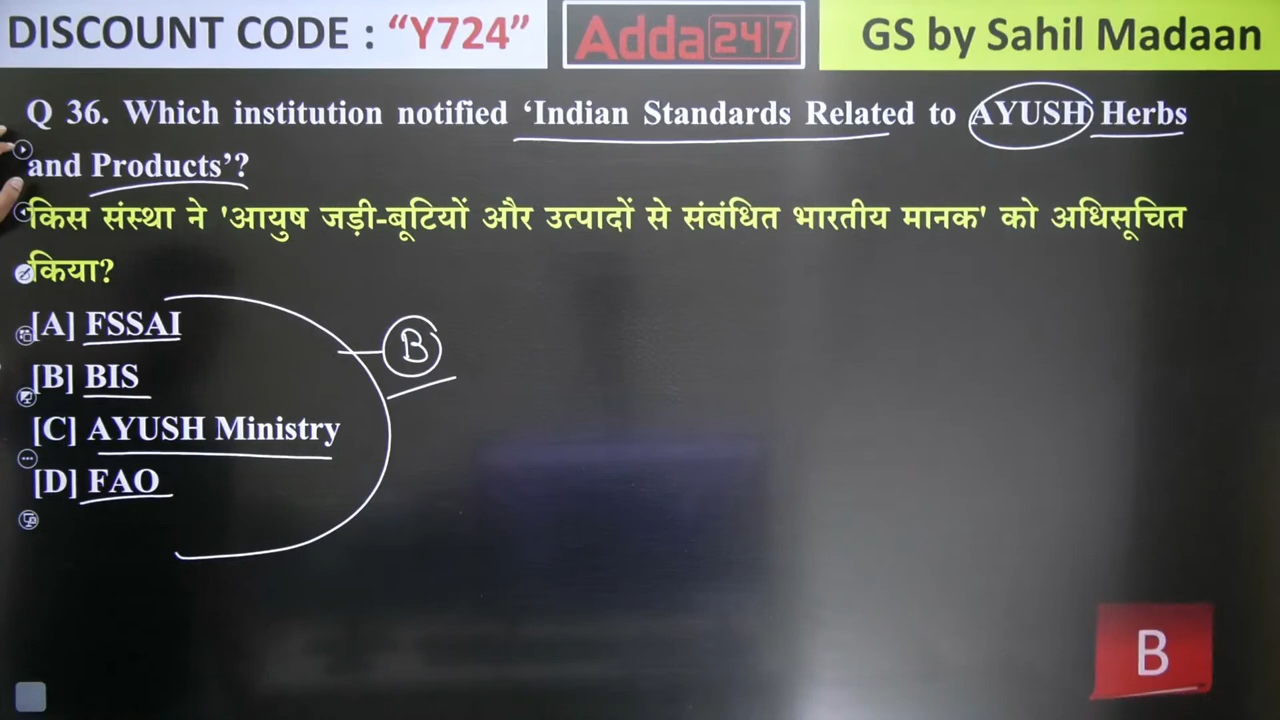 DISCOUNT CODE : “Y724”
Adda247
GS by Sahil Madaan
Q 36. Which institution notified ‘Indian Standards Related to AYUSH Herbs
and Products’?
किस संस्था ने 'आयुष जड़ी-बूटियों और उत्पादों से संबंधित भारतीय मानक' को अधिसूचित
किया?
[A] FSSAI
B
[B] BIS
[C] AYUSH Ministry
[D] FAO
B